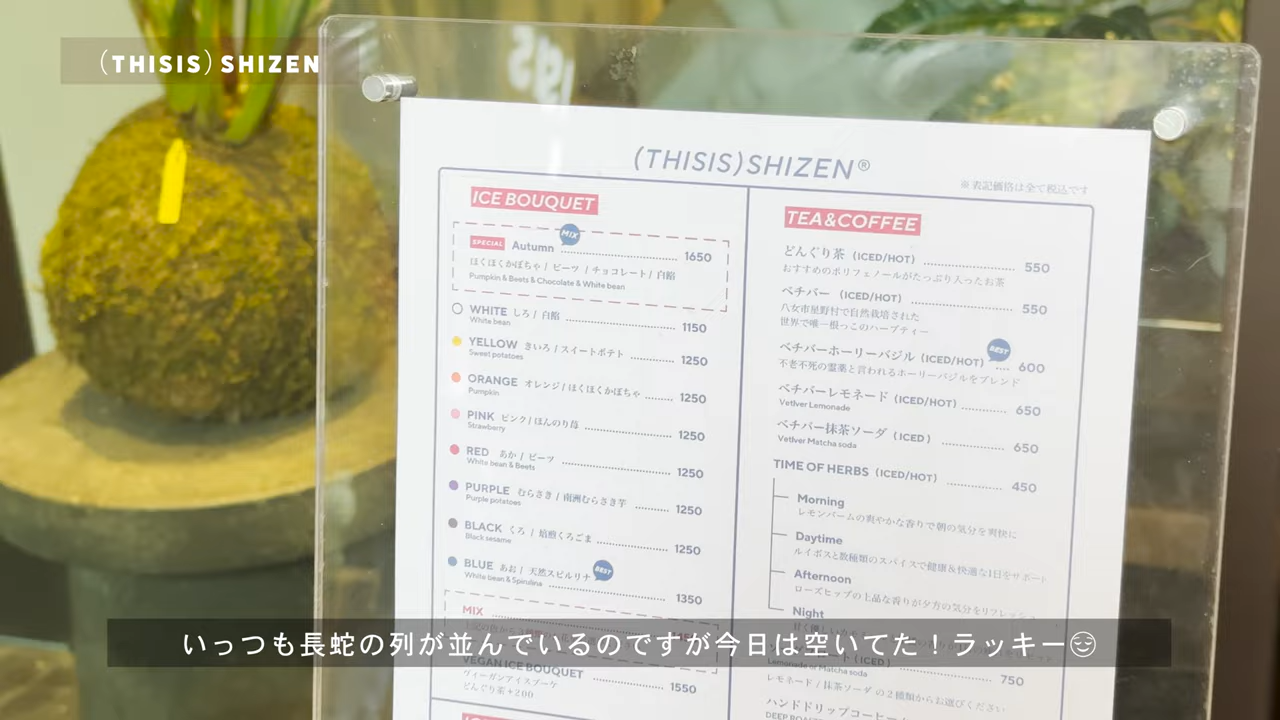 (THISIS) SHIZEN
(THISIS) SHIZEN®
※表記価格は全て税込です
ICE BOUQUET
MIX
SPECIAL Autumn 1650
ほくほくかぼちゃ / ビーツ / チョコレート / 白餡
Pumpkin & Beets & Chocolate & White bean
WHITE しろ / 白餡 1150
White bean
YELLOW きいろ / スイートポテト 1250
Sweet potatoes
ORANGE オレンジ / ほくほくかぼちゃ 1250
Pumpkin
PINK ピンク / ほんのり苺 1250
Strawberry
RED あか / ビーツ 1250
White bean & Beets
PURPLE むらさき / 南洲むらさき芋 1250
Purple potatoes
BLACK くろ / 焙煎くろごま 1250
Black sesame
BLUE あお / 天然スピルリナ BEST 1350
White bean & Spirulina
MIX
VEGAN ICE BOUQUET 1550
ヴィーガンアイスブーケ
どんぐり茶+200
TEA&COFFEE
どんぐり茶 (ICED/HOT) 550
おすすめのポリフェノールがたっぷり入ったお茶
ベチバー (ICED/HOT) 550
八女市星野村で自然栽培された
世界で唯一根っこのハーブティー
ベチバーホーリーバジル (ICED/HOT) BEST 600
不老不死の霊薬と言われるホーリーバジルをブレンド
ベチバーレモネード (ICED/HOT) 650
Vetiver Lemonade
ベチバー抹茶ソーダ (ICED) 650
Vetiver Matcha soda
TIME OF HERBS (ICED/HOT) 450
Morning
レモンバームの爽やかな香りで朝の気分を爽快に
Daytime
ルイボスと数種類のスパイスで健康&快適な1日をサポート
Afternoon
ローズヒップの上品な香りが夕方の気分をリフレッシュ
Night
(ICED) 750
Lemonade or Matcha soda
レモネード / 抹茶ソーダ の2種類からお選びください
ハンドドリップコーヒー
いっつも長蛇の列が並んでいるのですが今日は空いてた・ラッキー😌